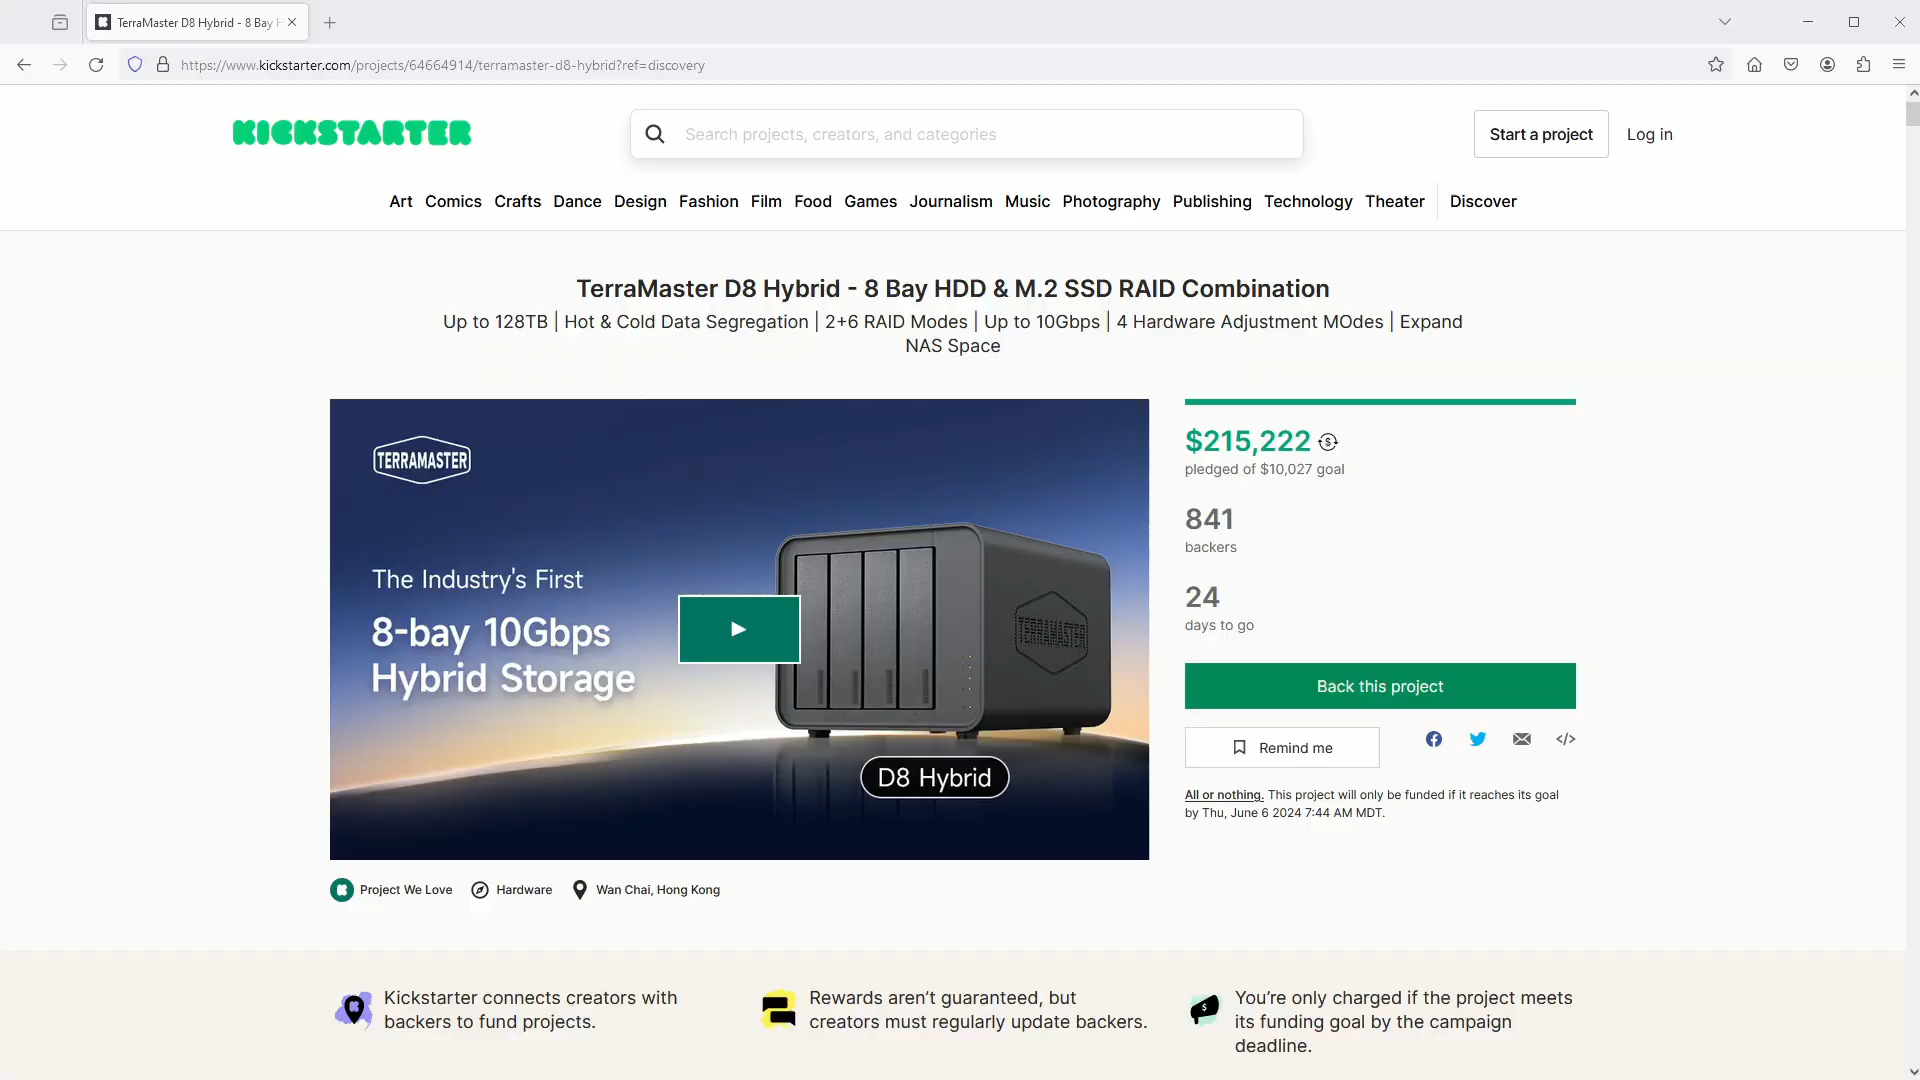 TerraMaster D8 Hybrid - 8 Bay H
https://www.kickstarter.com/projects/64664914/terramaster-d8-hybrid?ref=discovery
KICKSTARTER
Search projects, creators, and categories
Start a project
Log in
Art Comics Crafts Dance Design Fashion Film Food Games Journalism Music Photography Publishing Technology Theater Discover
TerraMaster D8 Hybrid - 8 Bay HDD & M.2 SSD RAID Combination
Up to 128TB | Hot & Cold Data Segregation | 2+6 RAID Modes | Up to 10Gbps | 4 Hardware Adjustment MOdes | Expand
NAS Space
TERRAMASTER
The Industry's First
8-bay 10Gbps
Hybrid Storage
TERRAMASTER
D8 Hybrid
$215,222
pledged of $10,027 goal
841
backers
24
days to go
Back this project
Remind me
All or nothing. This project will only be funded if it reaches its goal
by Thu, June 6 2024 7:44 AM MDT.
Project We Love
Hardware
Wan Chai, Hong Kong
Kickstarter connects creators with
backers to fund projects.
Rewards aren’t guaranteed, but
creators must regularly update backers.
You’re only charged if the project meets
its funding goal by the campaign
deadline.